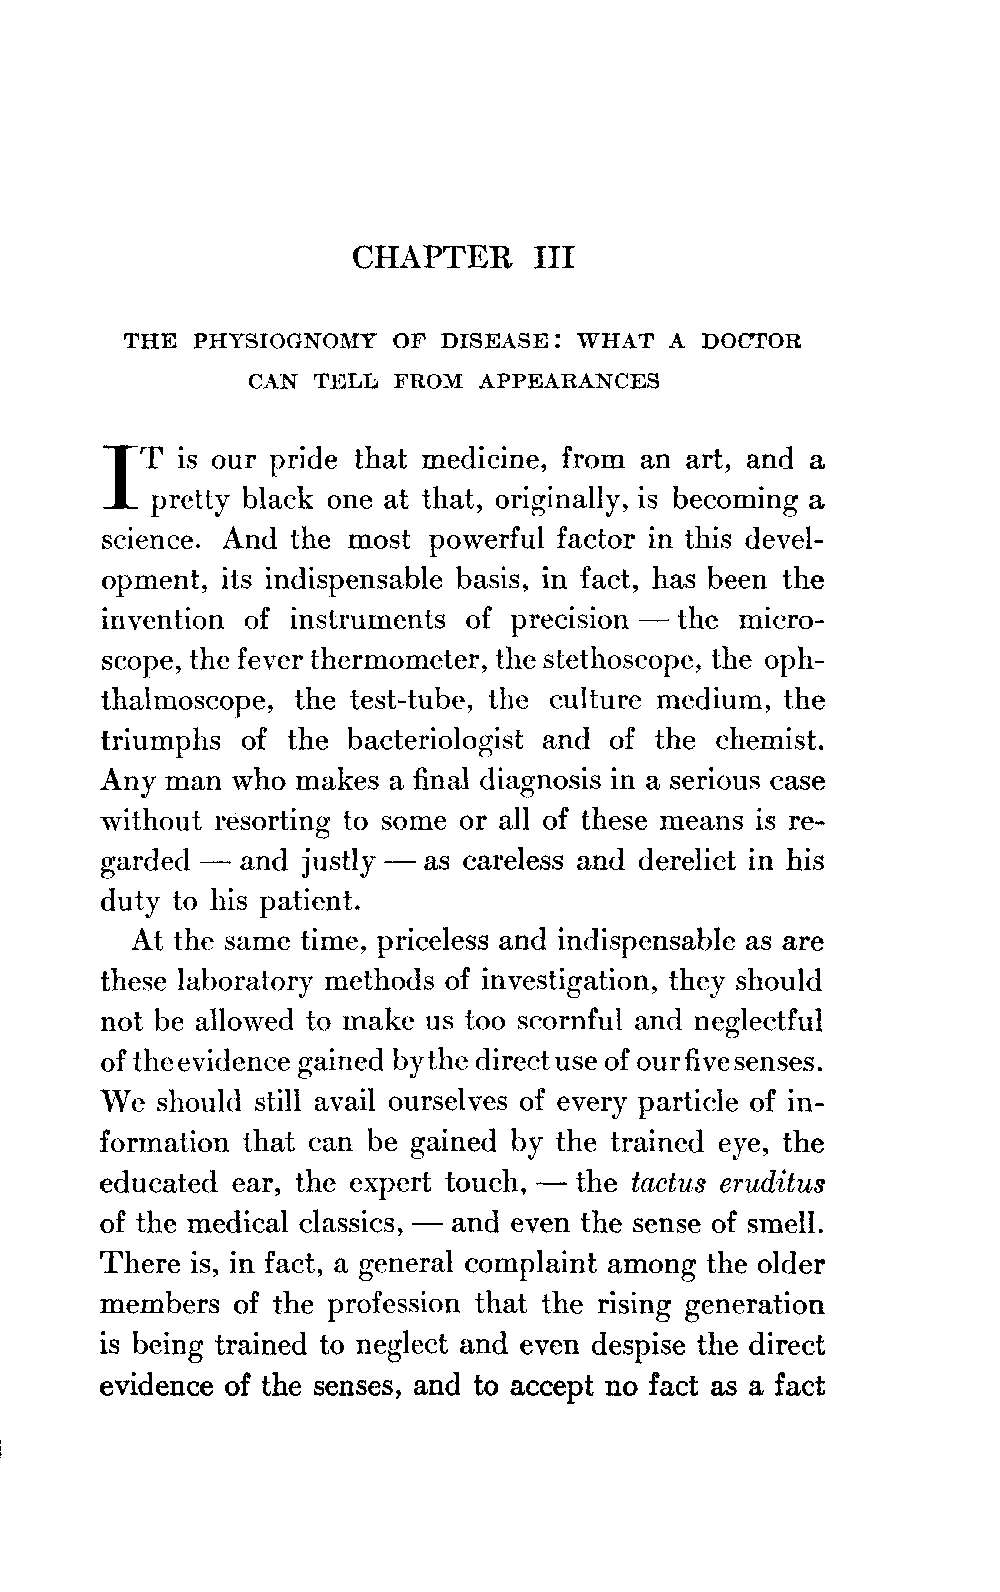 CHAPTER III
THE PHYSIOGNOMY OF DISEASE: WHAT A DOCTOR
CAN TELL FROM APPEARANCES
IT is our pride that medicine, from an art, and a
pretty black one at that, originally, is becoming a
science. And the most powerful factor in this devel-
opment, its indispensable basis, in fact, has been the
invention of instruments of precision — the micro-
scope, the fever thermometer, the stethoscope, the oph-
thalmoscope, the test-tube, the culture medium, the
triumphs of the bacteriologist and of the chemist.
Any man who makes a final diagnosis in a serious case
without resorting to some or all of these means is re-
garded — and justly — as careless and derelict in his
duty to his patient.
At the same time, priceless and indispensable as are
these laboratory methods of investigation, they should
not be allowed to make us too scornful and neglectful
of the evidence gained by the direct use of our five senses.
We should still avail ourselves of every particle of in-
formation that can be gained by the trained eye, the
educated ear, the expert touch, — the tactus eruditus
of the medical classics, — and even the sense of smell.
There is, in fact, a general complaint among the older
members of the profession that the rising generation
is being trained to neglect and even despise the direct
evidence of the senses, and to accept no fact as a fact